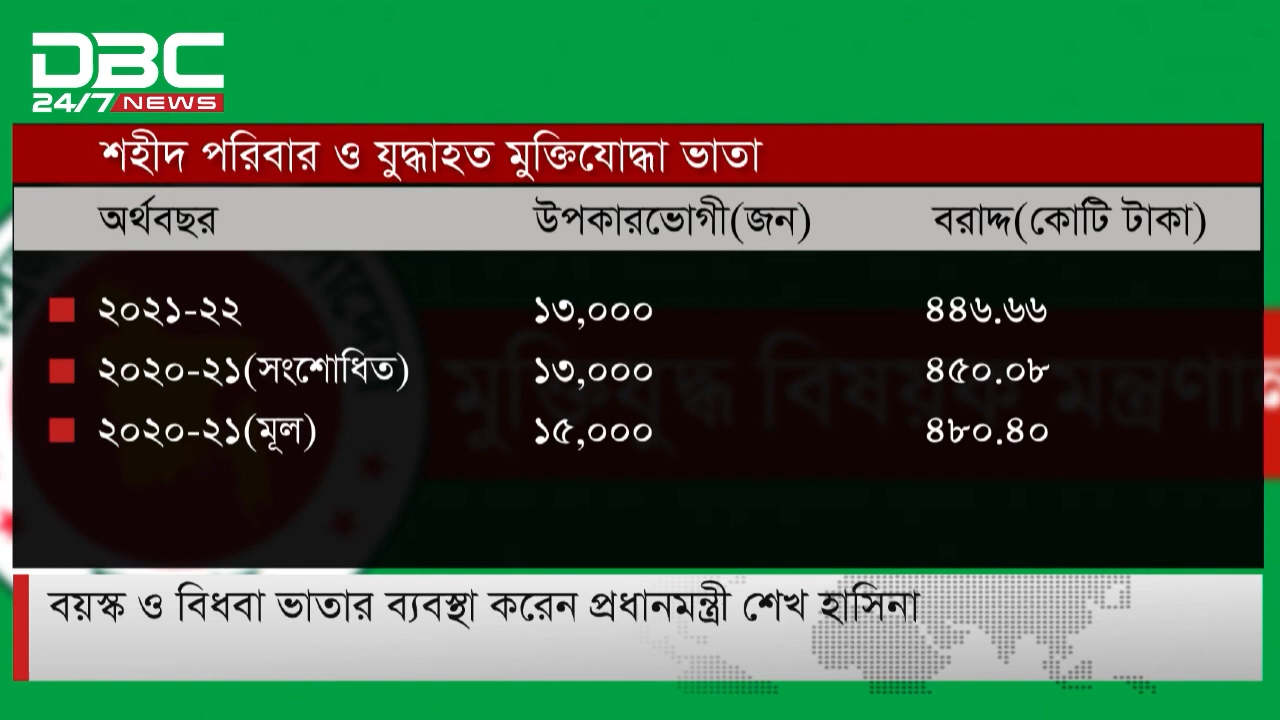 DBC
24/7 NEWS
শহীদ পরিবার ও যুদ্ধাহত মুক্তিযোদ্ধা ভাতা
অর্থবছর উপকারভোগী(জন) বরাদ্দ(কোটি টাকা)
২০২১-২২ ১৩,০০০ ৪৪৬.৬৬
২০২০-২১(সংশোধিত) ১৩,০০০ ৪৫০.০৮
২০২০-২১(মূল) ১৫,০০০ ৪৮০.৪০
মুক্তিযুদ্ধ বিষয়ক
বয়স্ক ও বিধবা ভাতার ব্যবস্থা করেন প্রধানমন্ত্রী শেখ হাসিনা